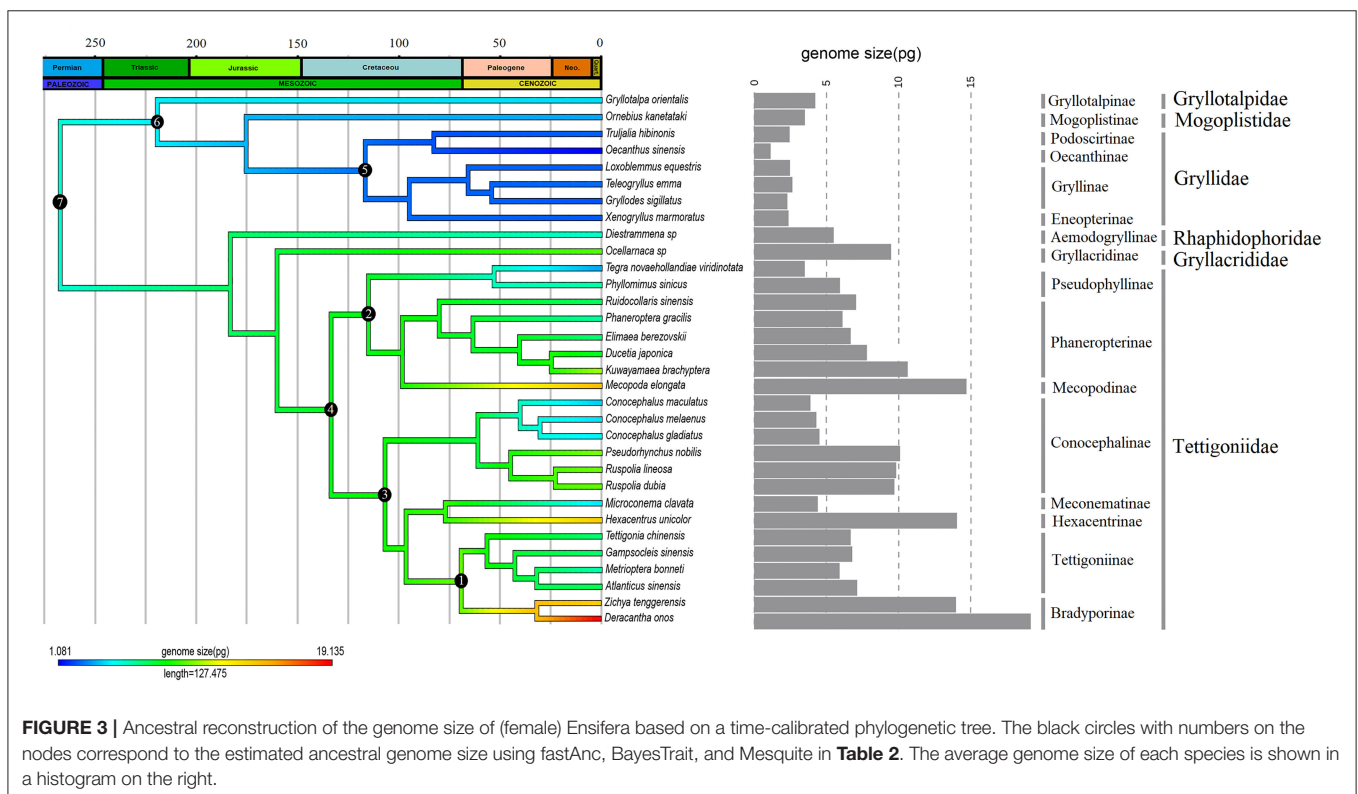 250 200 150 100 50 0
Permian Triassic Jurassic Cretaceou Paleogene Neo. Quat.
PALEOZOIC MESOZOIC CENOZOIC
genome size(pg)
0 5 10 15
Gryllotalpa orientalis Gryllotalpinae Gryllotalpidae
Ornebius kanetataki Mogoplistinae Mogoplistidae
Truljalia hibinonis Podoscirtinae
Oecanthus sinensis Oecanthinae
Loxoblemmus equestris
Teleogryllus emma Gryllinae Gryllidae
Gryllodes sigillatus
Xenogryllus marmoratus Eneopterinae
Diestrammena sp Aemodogryllinae Rhaphidophoridae
Ocellarnaca sp Gryllacridinae Gryllacrididae
Tegra novaehollandiae viridinotata
Phyllomimus sinicus Pseudophyllinae
Ruidocollaris sinensis
Phaneroptera gracilis
Elimaea berezovskii Phaneropterinae
Ducetia japonica
Kuwayamaea brachyptera
Mecopoda elongata Mecopodinae
Conocephalus maculatus
Conocephalus melaenus
Conocephalus gladiatus Conocephalinae
Pseudorhynchus nobilis Tettigoniidae
Ruspolia lineosa
Ruspolia dubia
Microconema clavata Meconematinae
Hexacentrus unicolor Hexacentrinae
Tettigonia chinensis
Gampsocleis sinensis Tettigoniinae
Metrioptera bonneti
Atlanticus sinensis
Zichya tenggerensis Bradyporinae
Deracantha onos
6
5
7
2
4
3
1
1.081 genome size(pg) 19.135
length=127.475
FIGURE 3 | Ancestral reconstruction of the genome size of (female) Ensifera based on a time-calibrated phylogenetic tree. The black circles with numbers on the
nodes correspond to the estimated ancestral genome size using fastAnc, BayesTrait, and Mesquite in Table 2. The average genome size of each species is shown in
a histogram on the right.